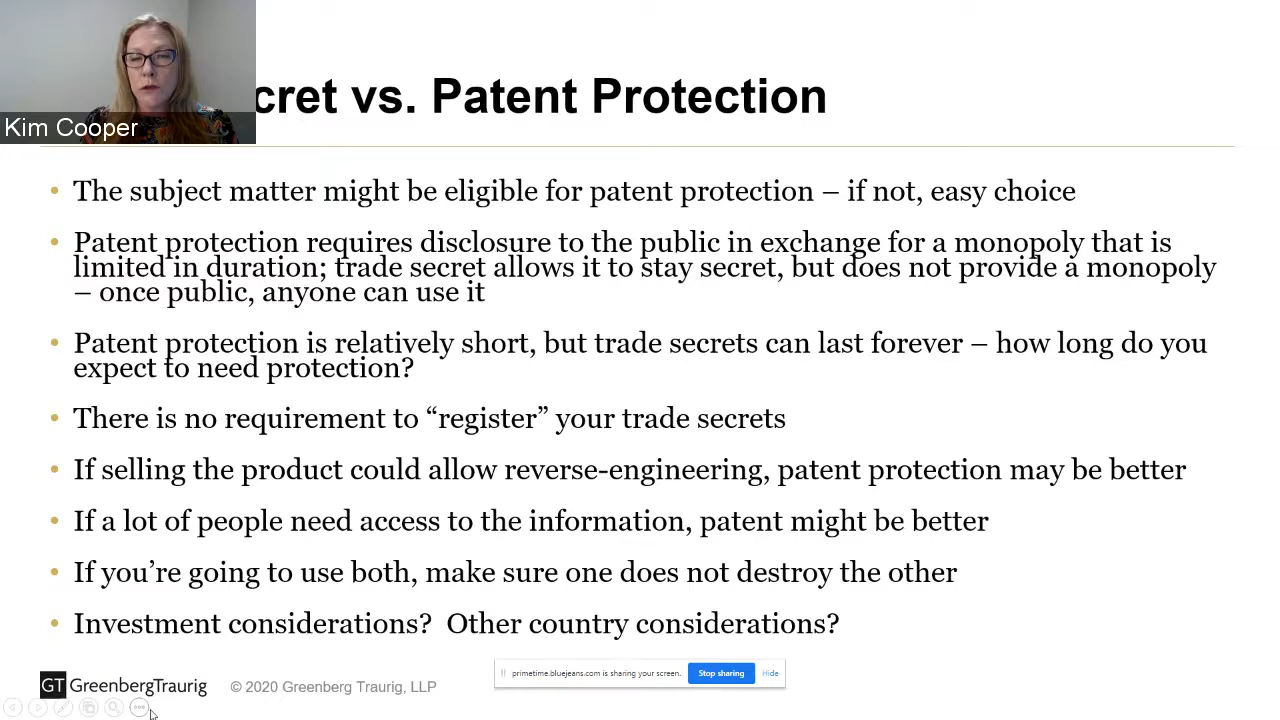 cret vs. Patent Protection
Kim Cooper
• The subject matter might be eligible for patent protection – if not, easy choice
• Patent protection requires disclosure to the public in exchange for a monopoly that is
limited in duration; trade secret allows it to stay secret, but does not provide a monopoly
– once public, anyone can use it
• Patent protection is relatively short, but trade secrets can last forever – how long do you
expect to need protection?
• There is no requirement to “register” your trade secrets
• If selling the product could allow reverse-engineering, patent protection may be better
• If a lot of people need access to the information, patent might be better
• If you’re going to use both, make sure one does not destroy the other
• Investment considerations?  Other country considerations?
primetime.bluejeans.com is sharing your screen. Stop sharing Hide
GT GreenbergTraurig © 2020 Greenberg Traurig, LLP